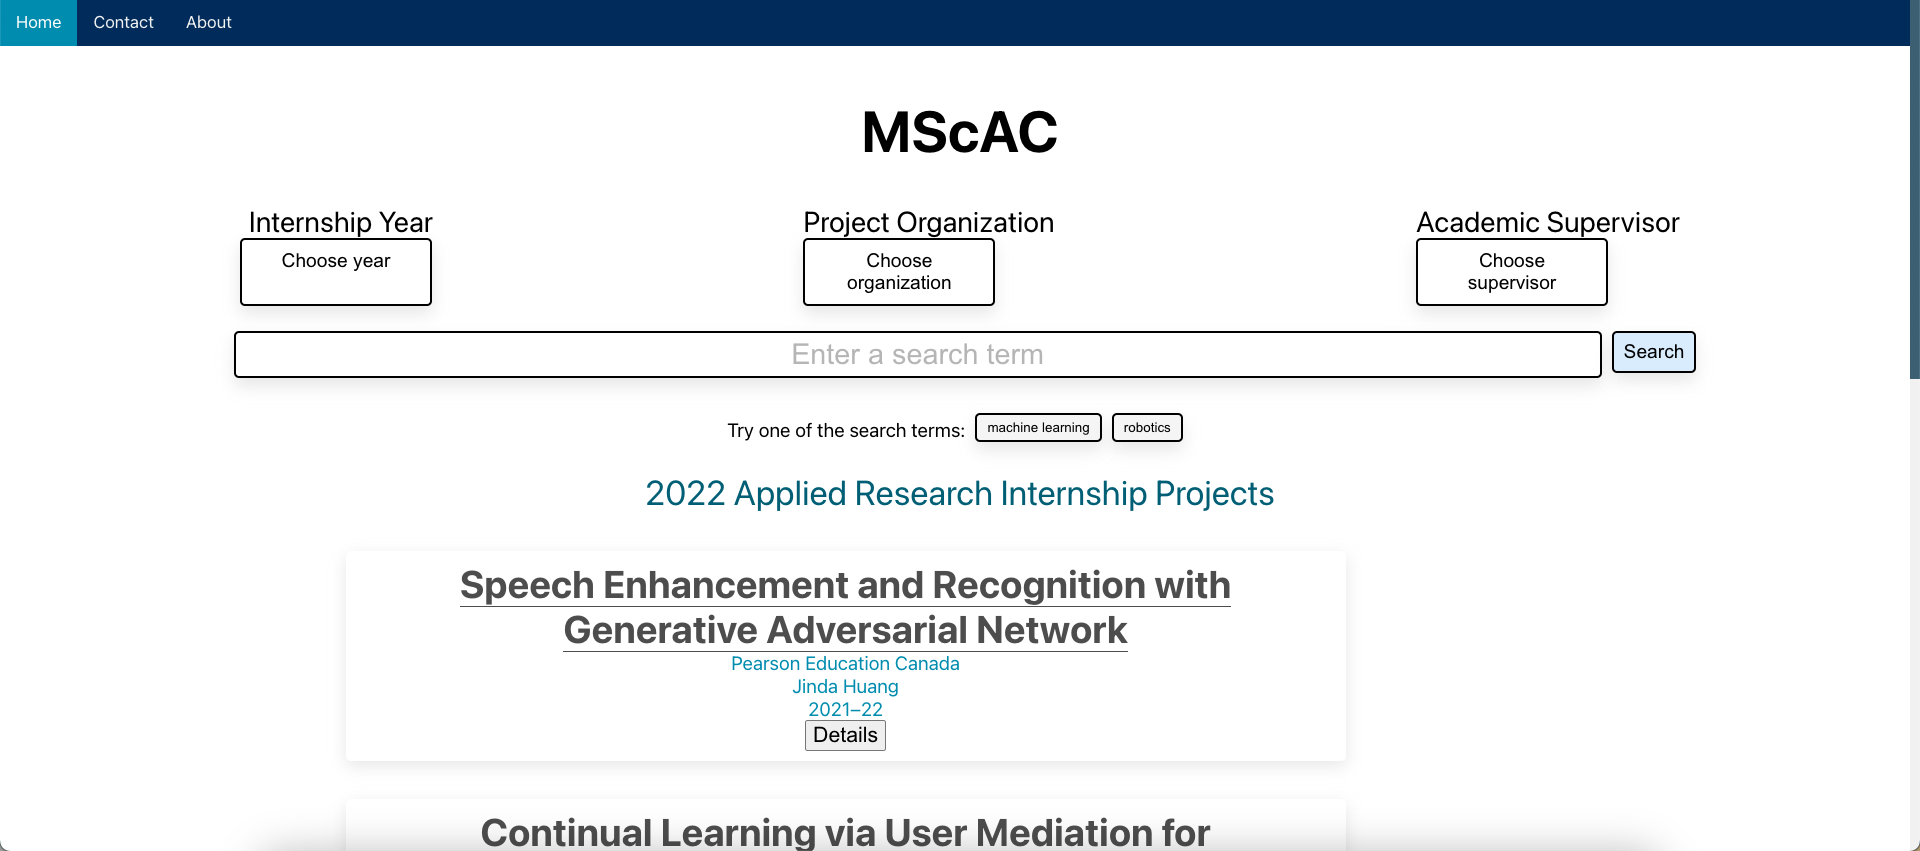 Home Contact About
MScAC
Internship Year
Choose year
Project Organization
Choose
organization
Academic Supervisor
Choose
supervisor
Enter a search term
Search
Try one of the search terms: machine learning robotics
2022 Applied Research Internship Projects
Speech Enhancement and Recognition with
Generative Adversarial Network
Pearson Education Canada
Jinda Huang
2021–22
Details
Continual Learning via User Mediation for